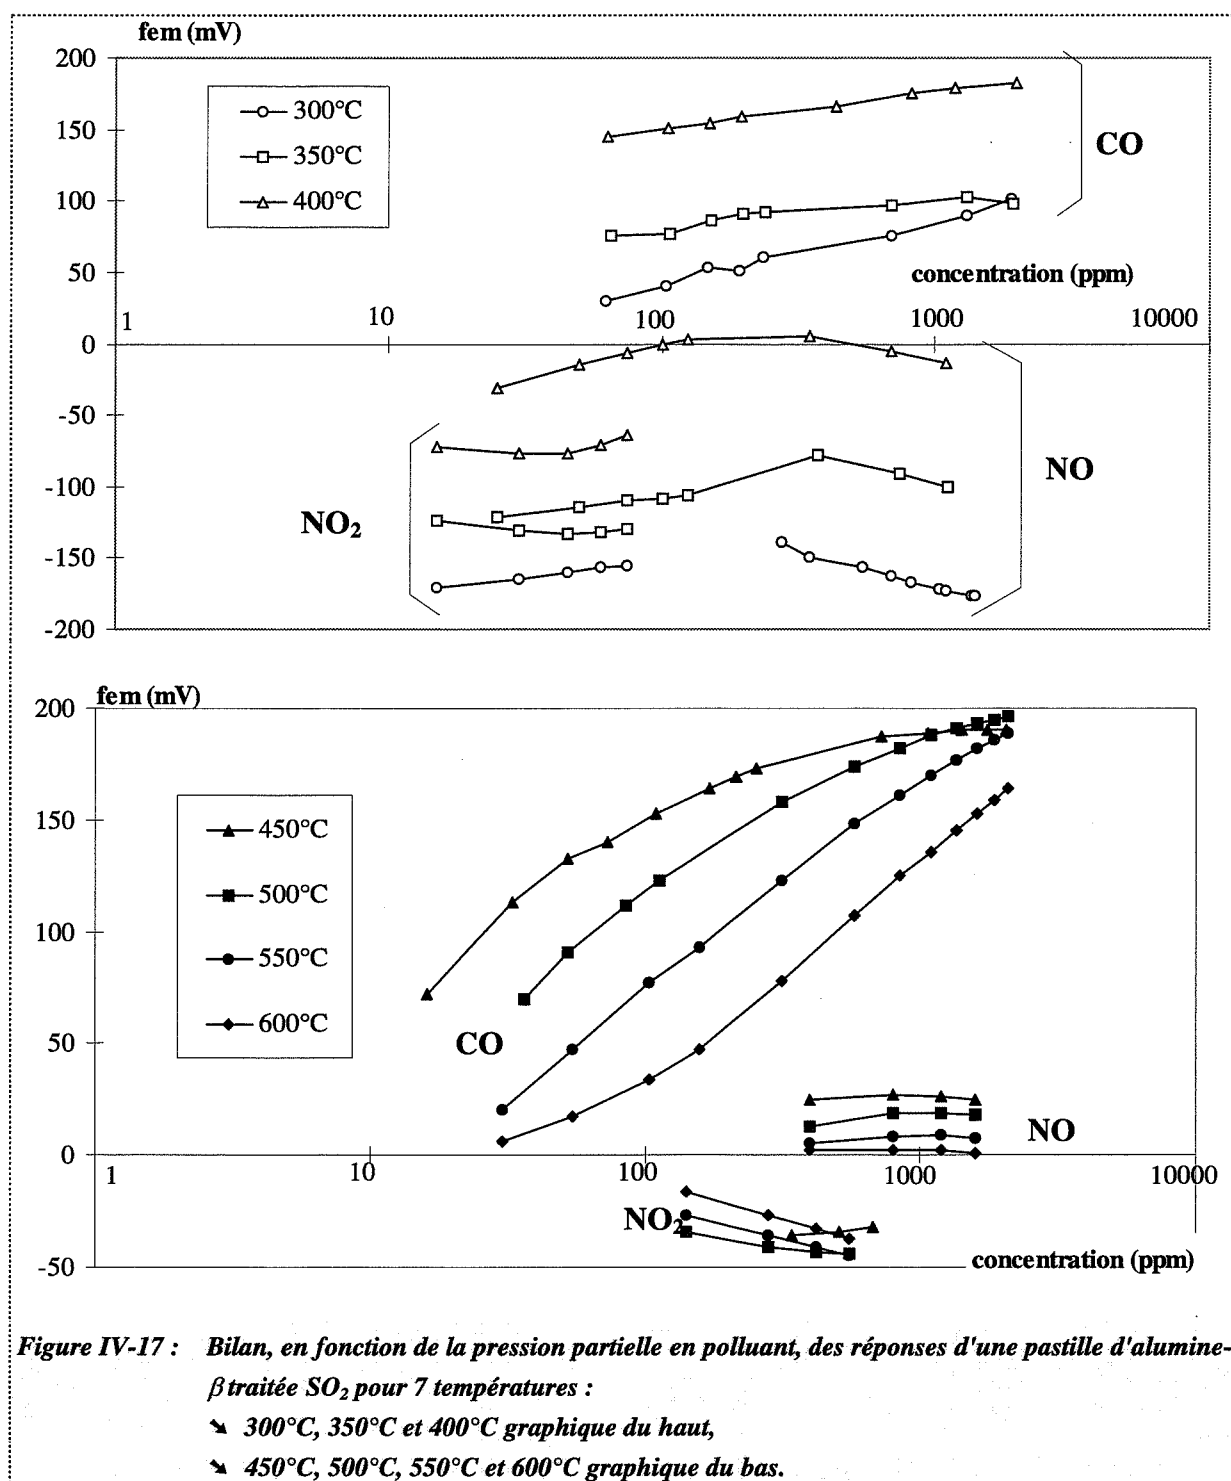 fem (mV)
200
150
100
50
0
-50
-100
-150
-200
300°C
350°C
400°C
CO
concentration (ppm)
1
10
100
1000
10000
NO₂
NO
fem (mV)
200
150
100
50
0
-50
450°C
500°C
550°C
600°C
CO
NO
1
10
100
1000
10000
NO₂
concentration (ppm)
Figure IV-17 : Bilan, en fonction de la pression partielle en polluant, des réponses d'une pastille d'alumine-
β traitée SO₂ pour 7 températures :
➘ 300°C, 350°C et 400°C graphique du haut,
➘ 450°C, 500°C, 550°C et 600°C graphique du bas.